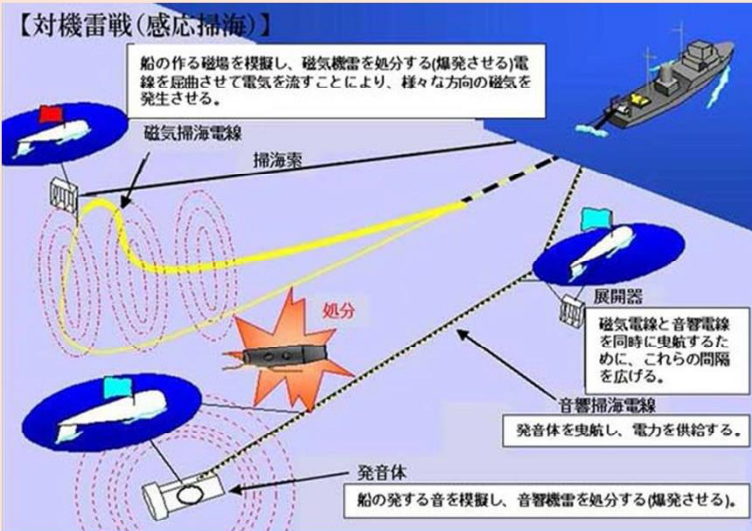 【対機雷戦(感応掃海)】
船の作る磁場を模擬し、磁気機雷を処分する(爆発させる)電
線を屈曲させて電気を流すことにより、様々な方向の磁気を
発生させる。
磁気掃海電線
掃海索
処分
展開器
磁気電線と音響電線
を同時に曳航するた
めに、これらの間隔
を広げる。
音響掃海電線
発音体を曳航し、電力を供給する。
発音体
船の発する音を模擬し、音響機雷を処分する(爆発させる)。